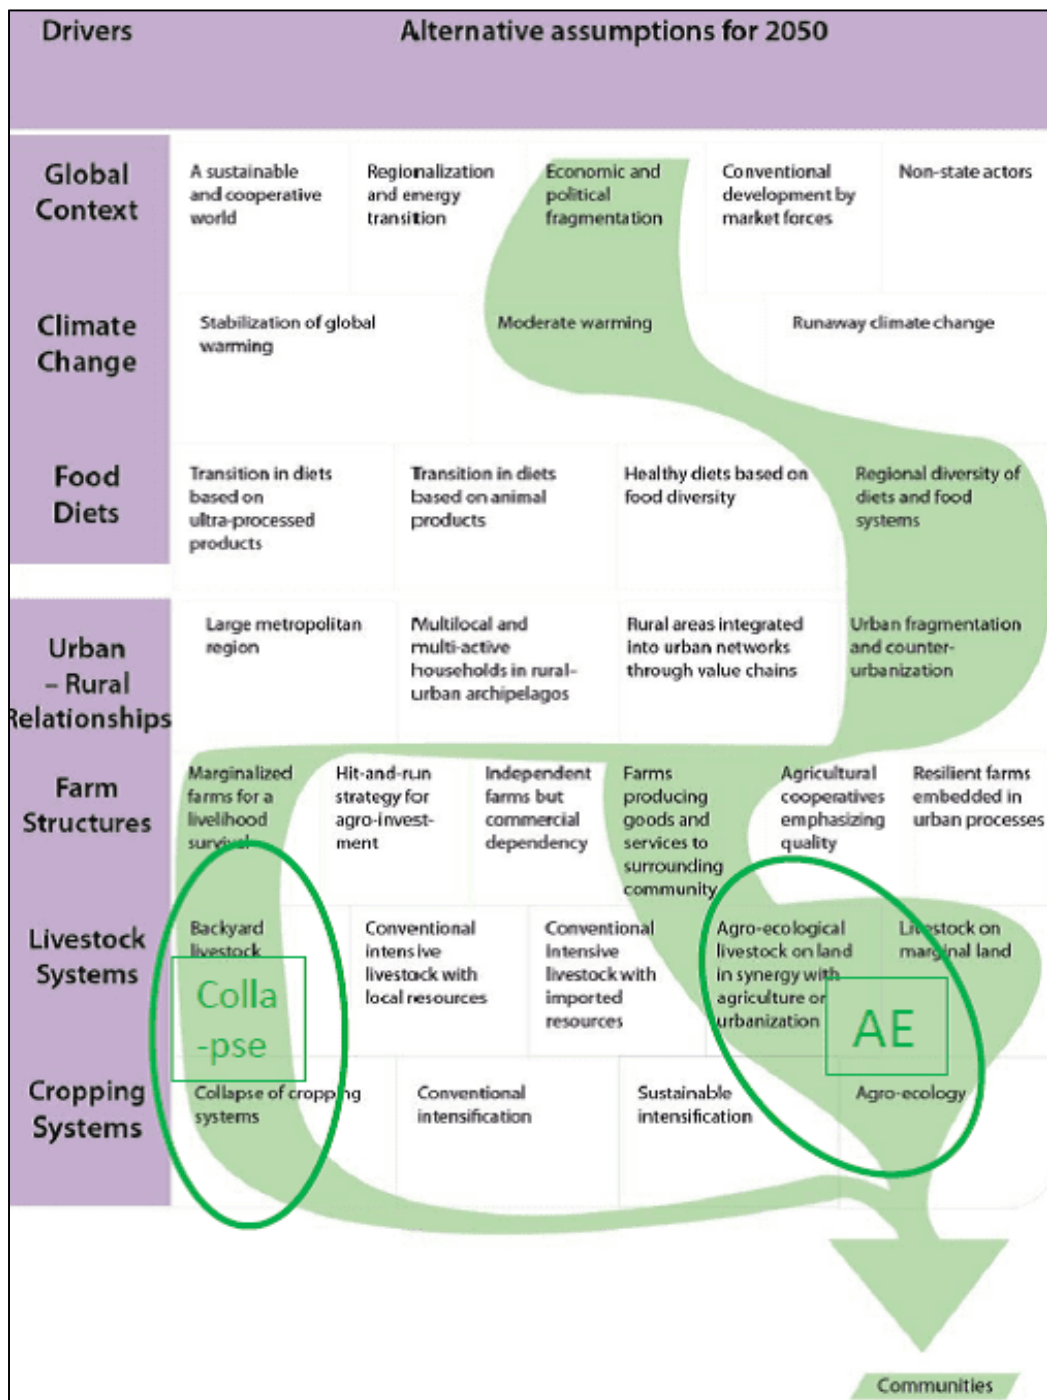 Drivers
Alternative assumptions for 2050
Global
Context
A sustainable
and cooperative
world
Regionalization
and energy
transition
Economic and
political
fragmentation
Conventional
development by
market forces
Non-state actors
Climate
Change
Stabilization of global
warming
Moderate warming
Runaway climate change
Food
Diets
Transition in diets
based on
ultra-processed
products
Transition in diets
based on animal
products
Healthy diets based on
food diversity
Regional diversity of
diets and food
systems
Urban
– Rural
Relationships
Large metropolitan
region
Multilocal and
multi-active
households in rural–
urban archipelagos
Rural areas integrated
into urban networks
through value chains
Urban fragmentation
and counter-
urbanization
Farm
Structures
Marginalized
farms for a
livelihood
survival
Hit-and-run
strategy for
agro-invest-
ment
Independent
farms but
commercial
dependency
Farms
producing
goods and
services to
surrounding
community
Agricultural
cooperatives
emphasizing
quality
Resilient farms
embedded in
urban processes
Livestock
Systems
Backyard
livestock
Conventional
intensive
livestock with
local resources
Conventional
Intensive
livestock with
imported
resources
Agro-ecological
livestock on land
in synergy with
agriculture or
urbanization
Livestock on
marginal land
Colla
-pse
AE
Cropping
Systems
Collapse of cropping
systems
Conventional
intensification
Sustainable
intensification
Agro-ecology
Communities